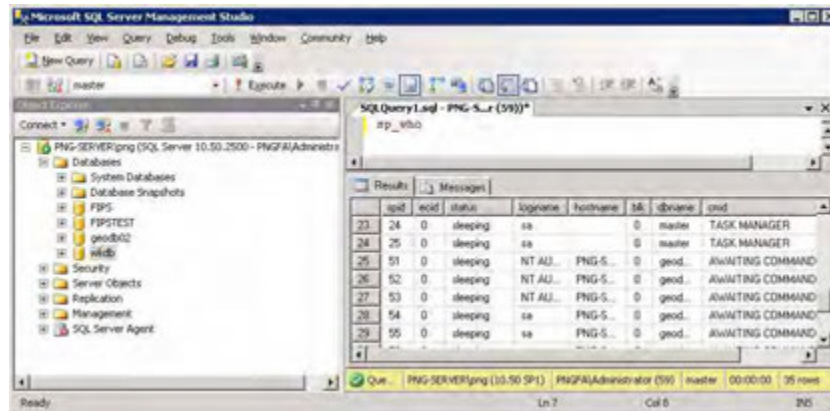 Microsoft SQL Server Management Studio
File Edit View Query Debug Tools Window Community Help
New Query
master
Execute
Object Explorer
Connect
PNG-SERVER\png (SQL Server 10.50.2500 - PNGFA\Administra
Databases
System Databases
Database Snapshots
FIPS
FIPSTEST
geodb02
Security
Server Objects
Replication
Management
SQL Server Agent
SQLQuery1.sql - PNG-S...r (59))*
sp_who
Results Messages
spid ecid status loginame hostname blk dbname cmd
23 24 0 sleeping sa 0 master TASK MANAGER
24 25 0 sleeping sa 0 master TASK MANAGER
25 51 0 sleeping NT AU... PNG-S... 0 geod... AWAITING COMMAND
26 52 0 sleeping NT AU... PNG-S... 0 geod... AWAITING COMMAND
27 53 0 sleeping NT AU... PNG-S... 0 geod... AWAITING COMMAND
28 54 0 sleeping sa PNG-S... 0 geod... AWAITING COMMAND
29 55 0 sleeping sa PNG-S... 0 geod... AWAITING COMMAND
Que... PNG-SERVER\png (10.50 SP1) PNGFA\Administrator (59) master 00:00:00 35 rows
Ready Ln 7 Col 8 INS